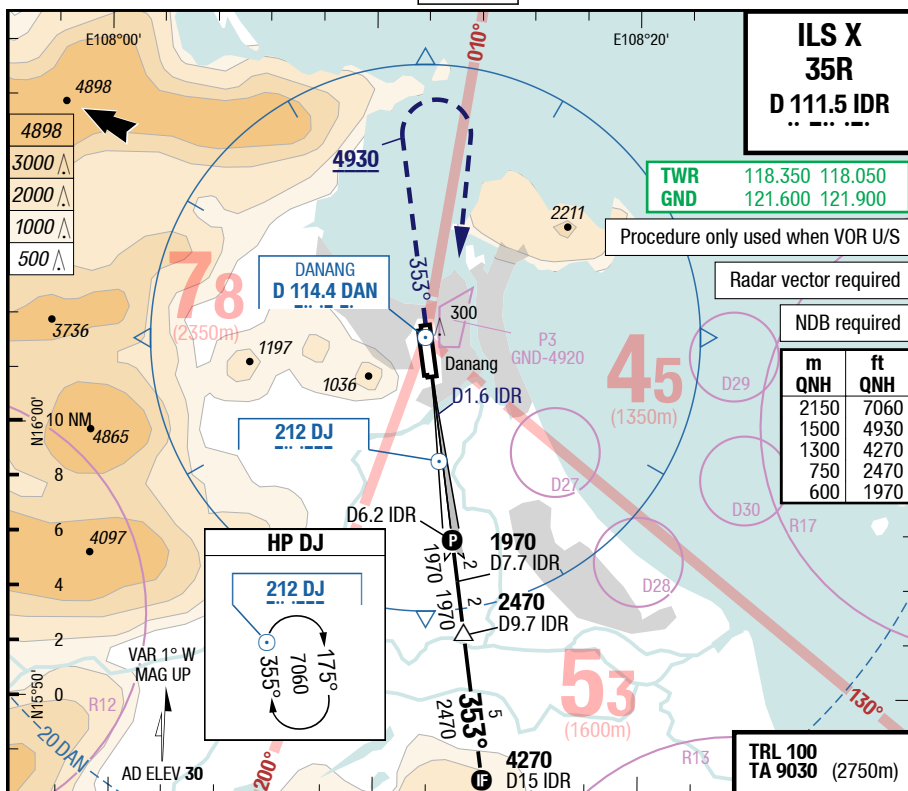 E108°00'
010°
E108°20'
ILS X
35R
D 111.5 IDR
4898
4898
3000
2000
1000
500
4930
TWR 118.350 118.050
GND 121.600 121.900
2211
Procedure only used when VOR U/S
Radar vector required
NDB required
78
(2350m)
DANANG
D 114.4 DAN
353°
300
P3
GND-4920
3736
1197
1036
Danang
45
(1350m)
D29
m ft
QNH QNH
2150 7060
1500 4930
1300 4270
750 2470
600 1970
D1.6 IDR
N16°00'
10 NM
4865
212 DJ
D27
D30
R17
8
D6.2 IDR
P
1970
D7.7 IDR
6
4097
HP DJ
1970
2
D28
4
212 DJ
1970
2
2470
D9.7 IDR
2
VAR 1° W
MAG UP
355°
7060
175°
53
(1600m)
N15°50'
0
R12
353°
5
2470
130°
20 DAN
AD ELEV 30
200°
IF
4270
D15 IDR
R13
TRL 100
TA 9030 (2750m)